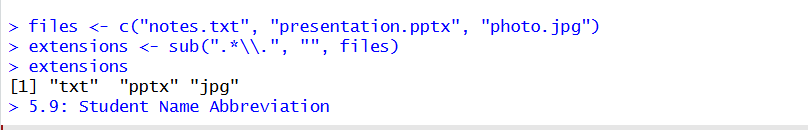 > files <- c("notes.txt", "presentation.pptx", "photo.jpg")
> extensions <- sub(".*\\.", "", files)
> extensions
[1] "txt"  "pptx" "jpg"
> 5.9: Student Name Abbreviation